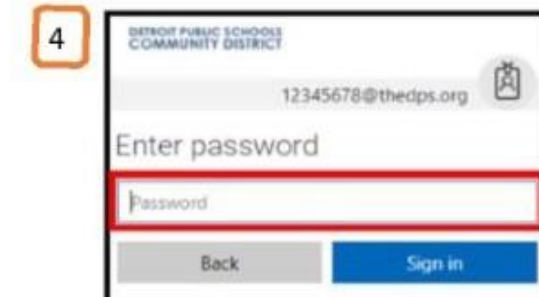 4
DETROIT PUBLIC SCHOOLS
COMMUNITY DISTRICT
12345678@thedps.org
Enter password
Password
Back
Sign in